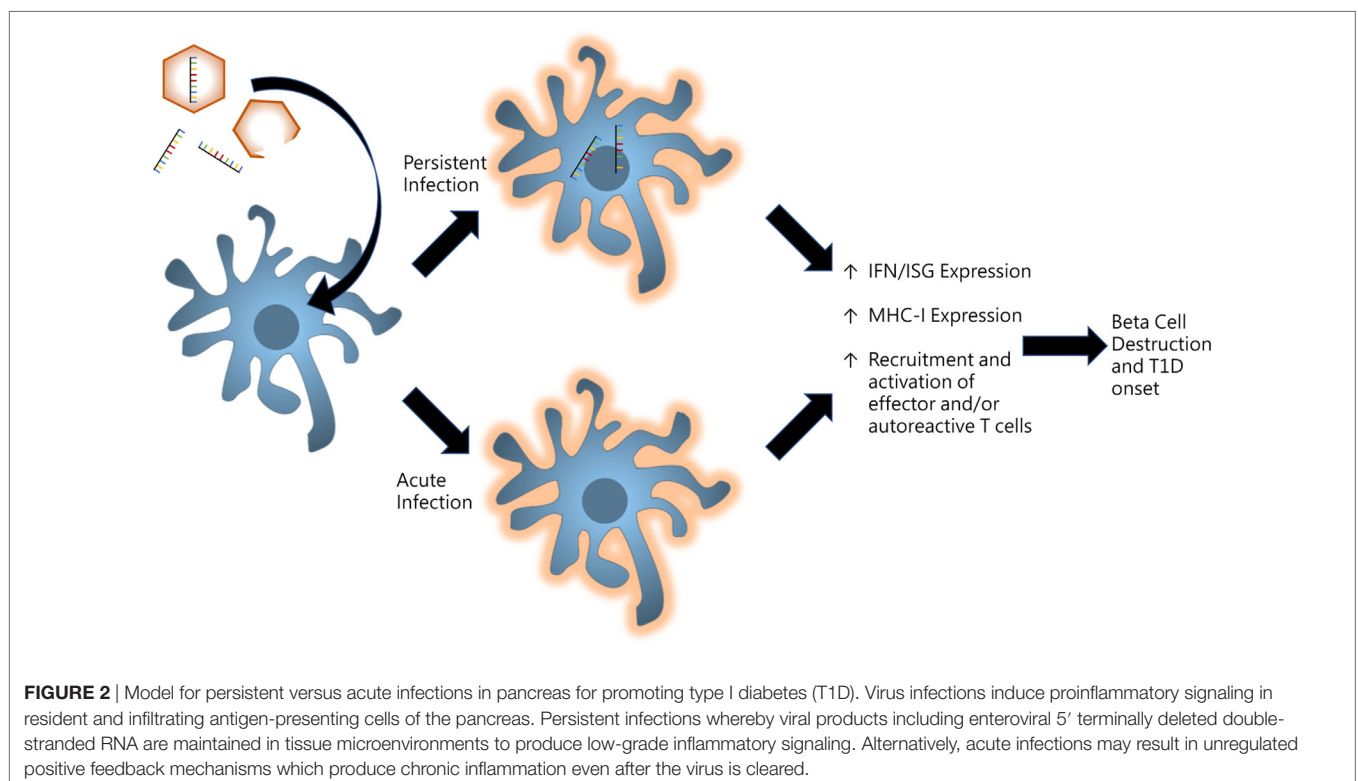 Persistent
Infection
Acute
Infection
↑ IFN/ISG Expression
↑ MHC-I Expression
↑ Recruitment and
activation of
effector and/or
autoreactive T cells
Beta Cell
Destruction
and T1D
onset
FIGURE 2 | Model for persistent versus acute infections in pancreas for promoting type I diabetes (T1D). Virus infections induce proinflammatory signaling in
resident and infiltrating antigen-presenting cells of the pancreas. Persistent infections whereby viral products including enteroviral 5′ terminally deleted double-
stranded RNA are maintained in tissue microenvironments to produce low-grade inflammatory signaling. Alternatively, acute infections may result in unregulated
positive feedback mechanisms which produce chronic inflammation even after the virus is cleared.